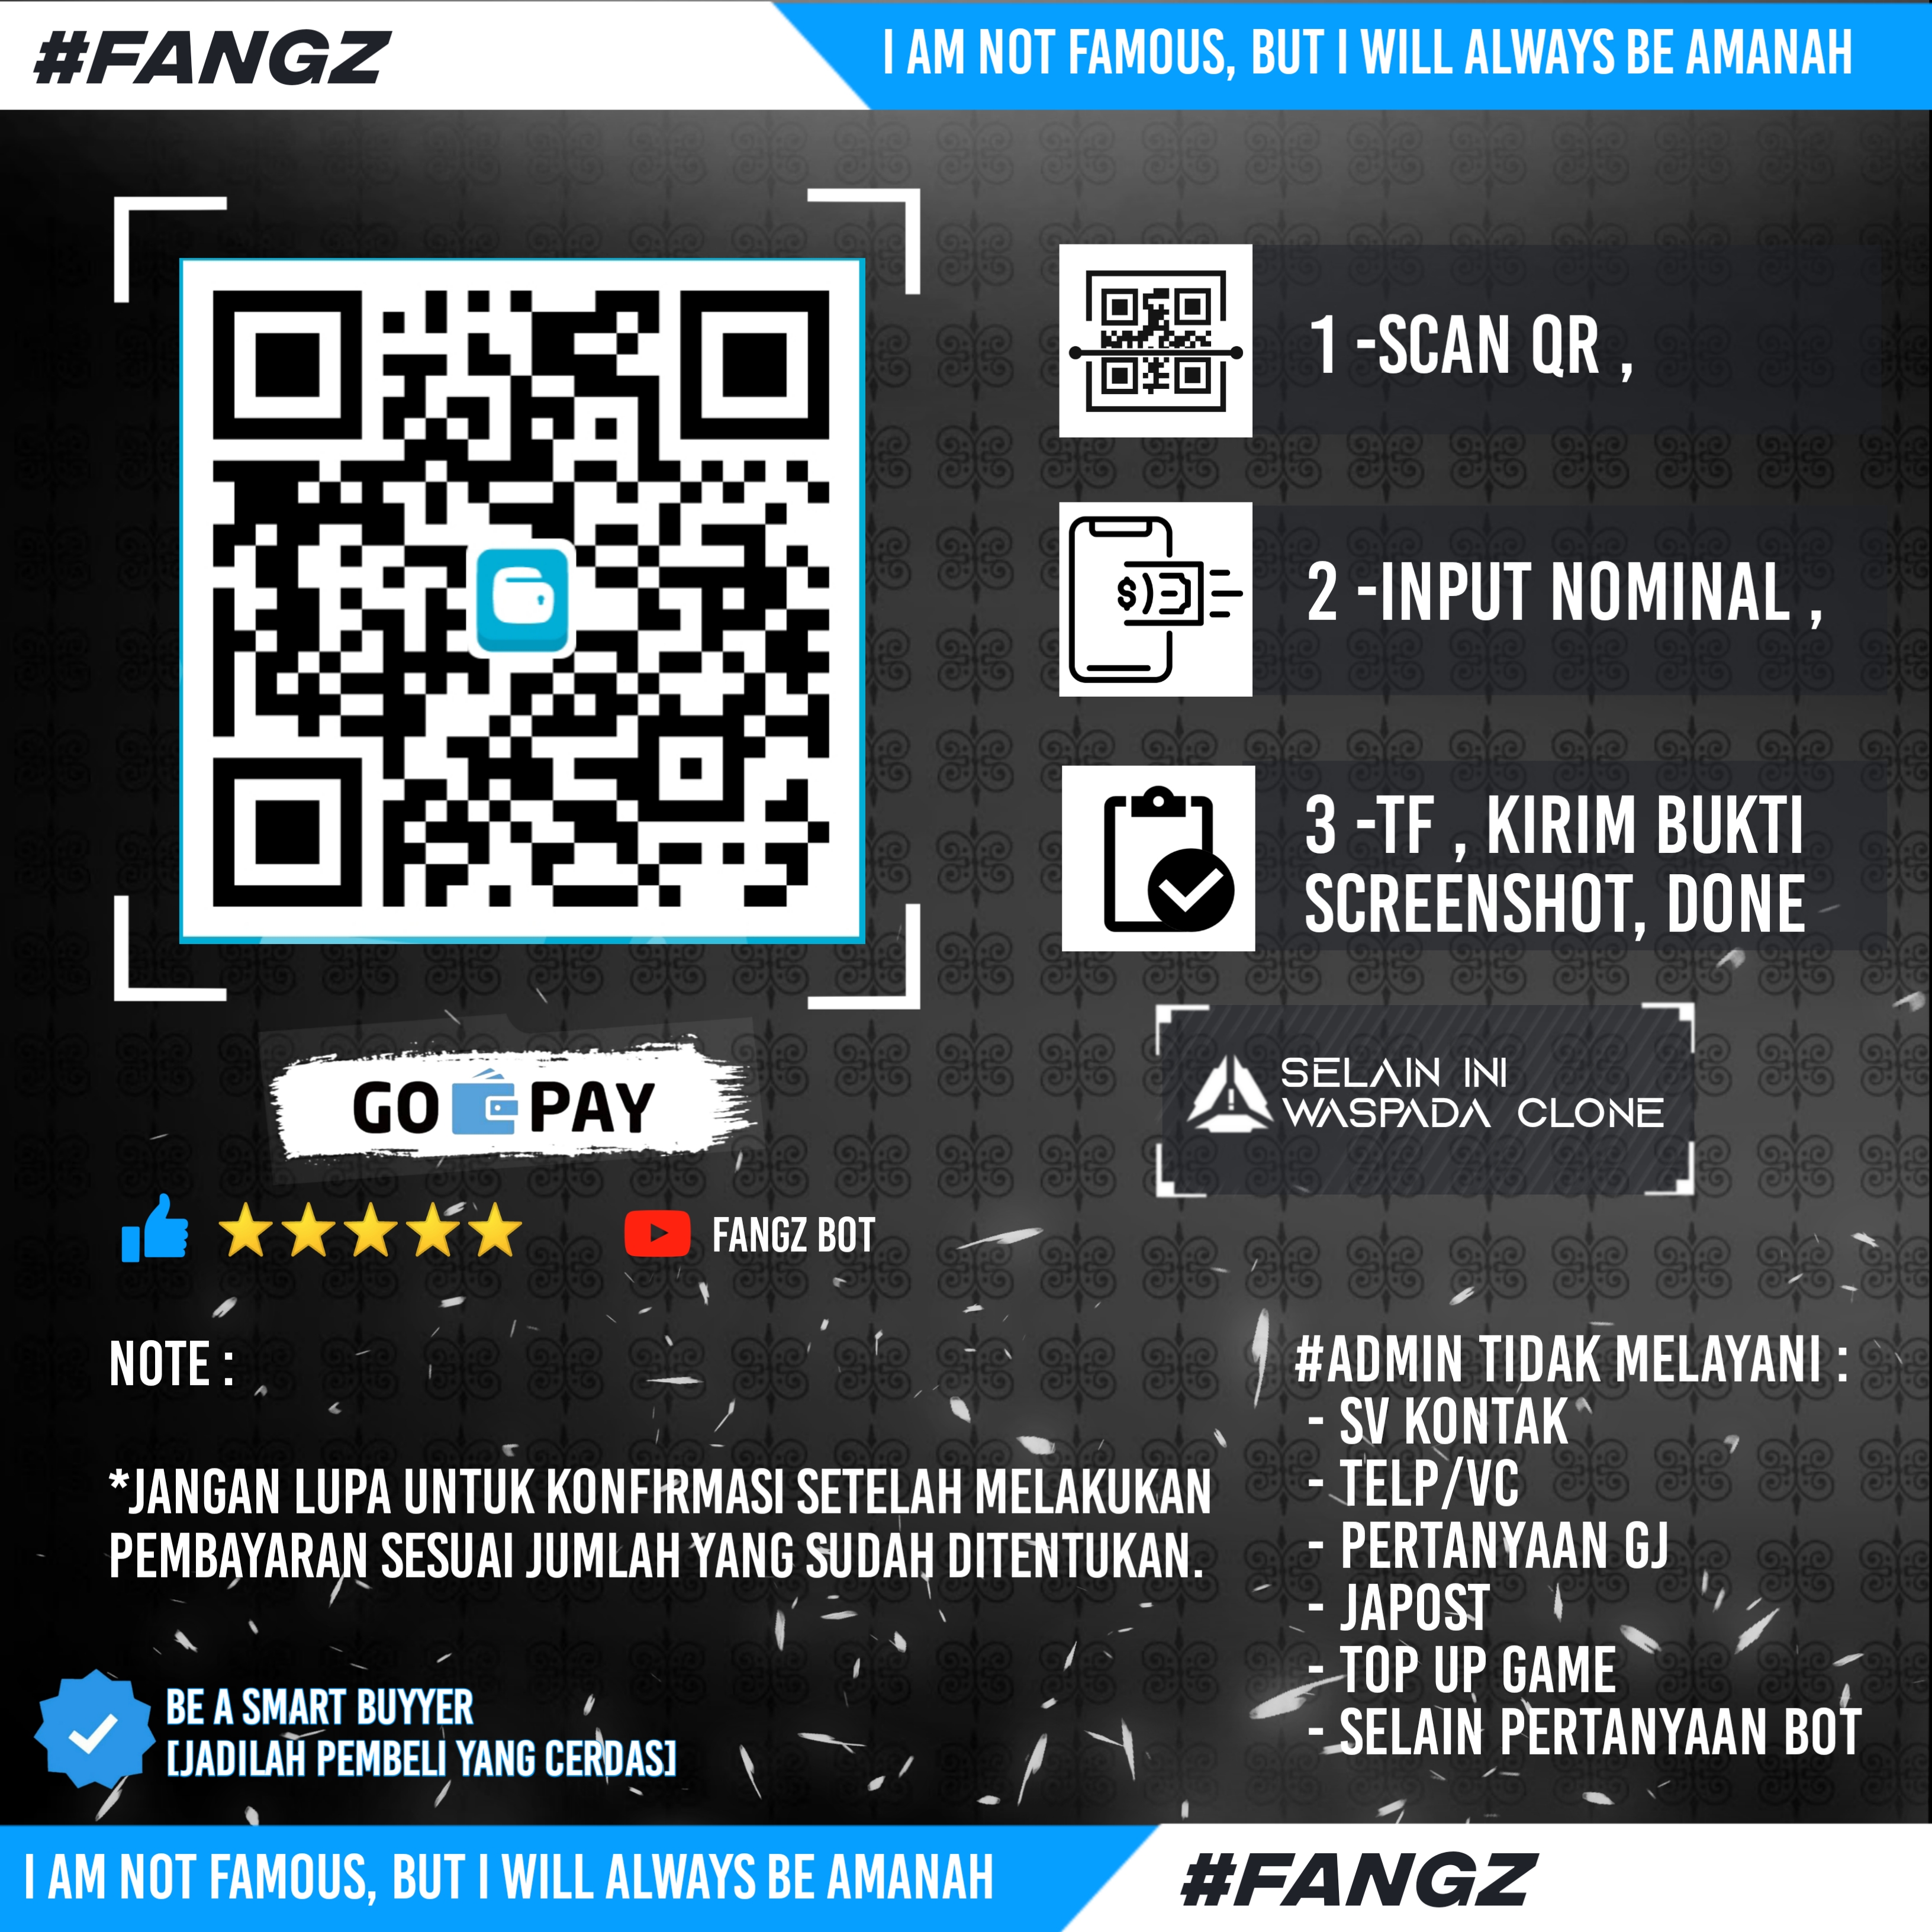 #FANGZ
I AM NOT FAMOUS, BUT I WILL ALWAYS BE AMANAH
1 -SCAN QR ,
2 -INPUT NOMINAL ,
$
3 -TF , KIRIM BUKTI
SCREENSHOT, DONE
GO PAY
SELAIN INI
WASPADA CLONE
FANGZ BOT
NOTE :
*JANGAN LUPA UNTUK KONFIRMASI SETELAH MELAKUKAN
PEMBAYARAN SESUAI JUMLAH YANG SUDAH DITENTUKAN.
#ADMIN TIDAK MELAYANI :
- SV KONTAK
- TELP/VC
- PERTANYAAN GJ
- JAPOST
- TOP UP GAME
- SELAIN PERTANYAAN BOT
BE A SMART BUYYER
[JADILAH PEMBELI YANG CERDAS]
I AM NOT FAMOUS, BUT I WILL ALWAYS BE AMANAH
#FANGZ